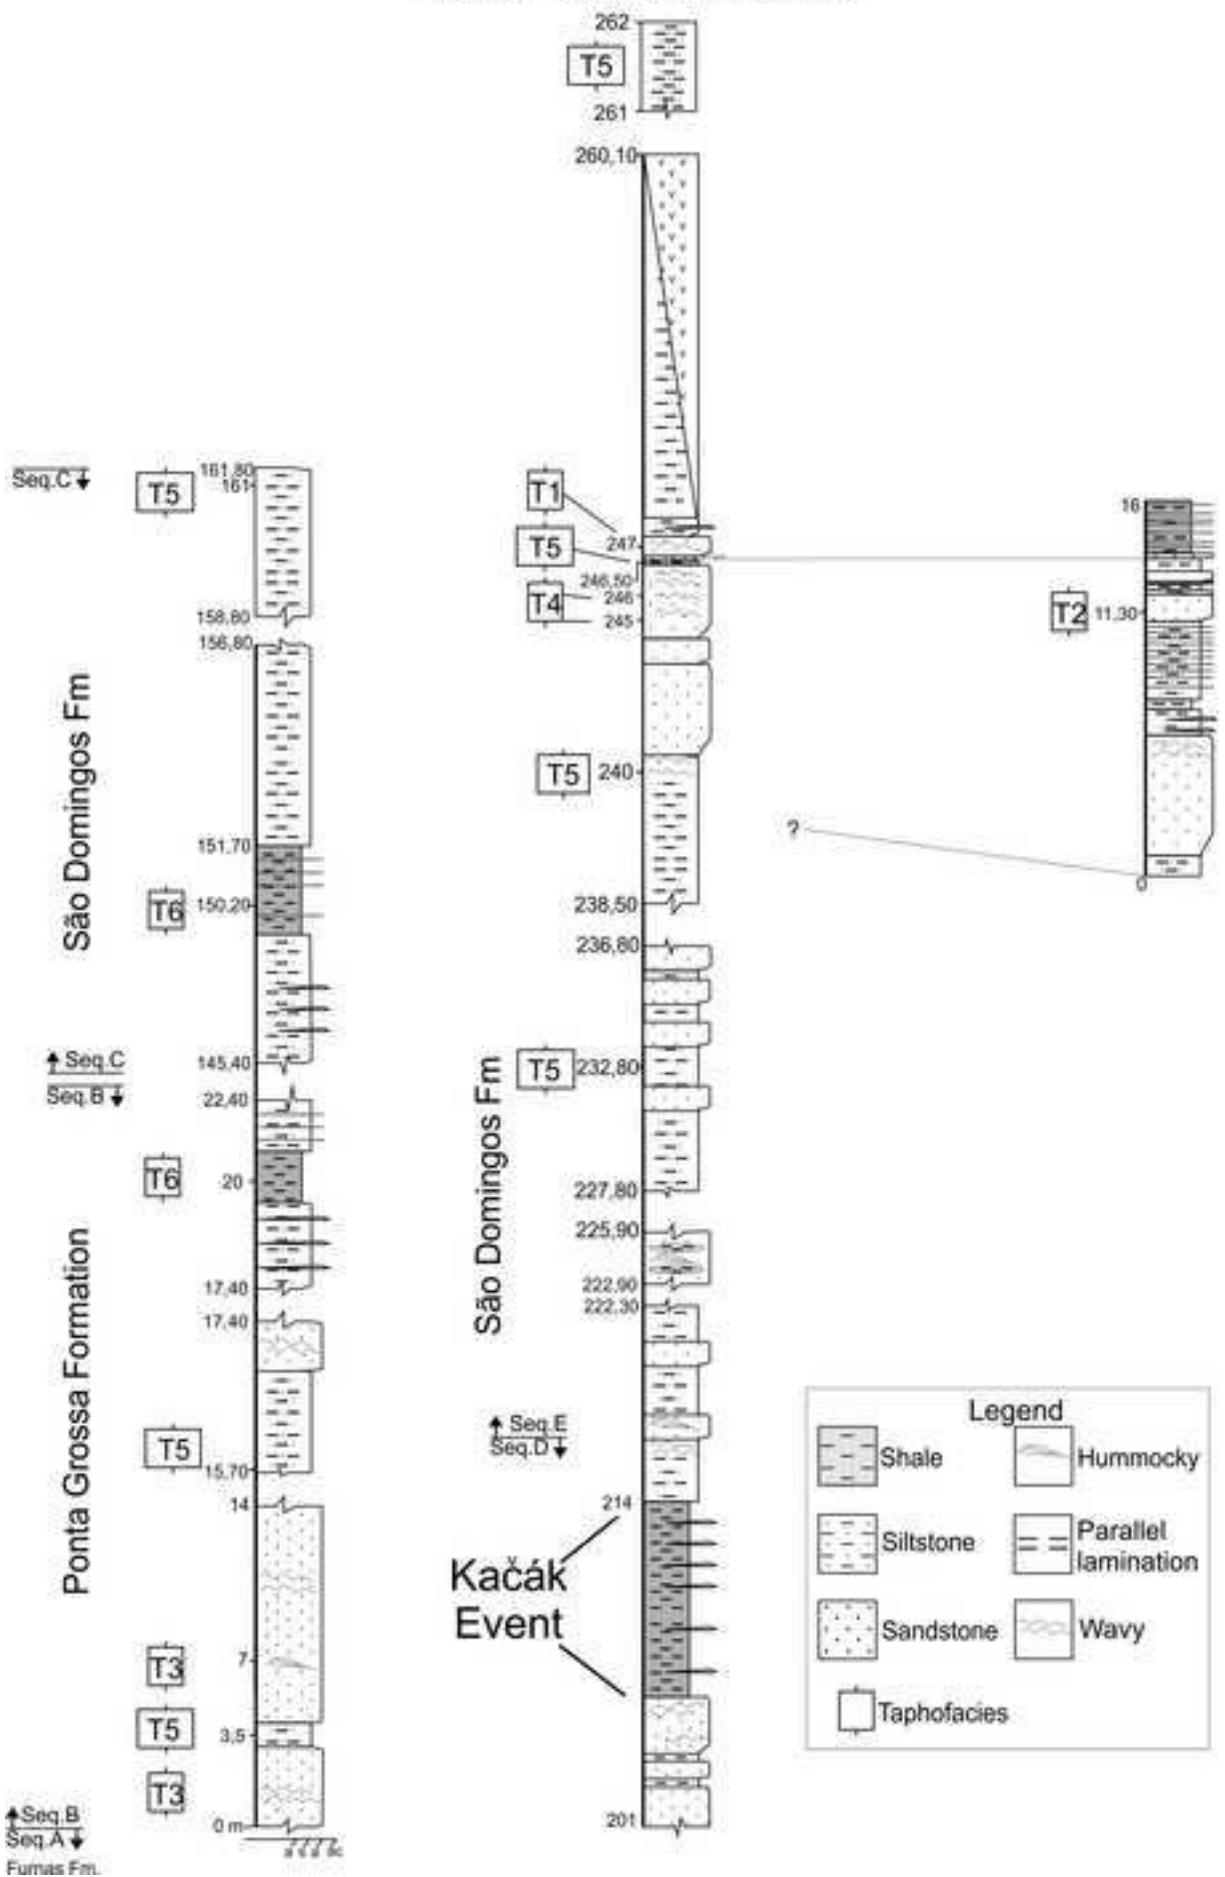 262
T5
261
260,10
Seq.C
T5
161,80
161
T1
247
T5
246,50
246
T4
245
16
T2
11,30
158,80
156,80
São Domingos Fm
T5
240
?
0
151,70
T6
150,20
238,50
236,80
Seq.C
145,40
Seq.B
22,40
T5
232,80
São Domingos Fm
T6
20
227,80
225,90
222,90
222,30
17,40
17,40
Ponta Grossa Formation
T5
15,70
14
Seq.E
Seq.D
214
Kačák
Event
T3
7
T5
3,5
T3
0 m
201
Seq.B
Seq.A
Furnas Fm.
Legend
Shale
Hummocky
Siltstone
Parallel
lamination
Sandstone
Wavy
Taphofacies